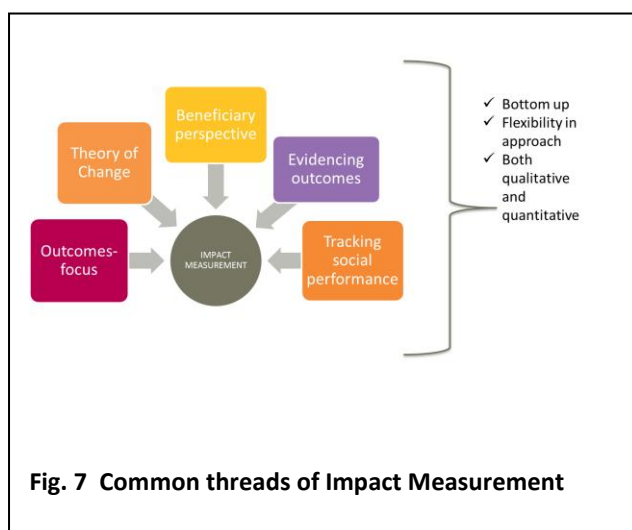 Beneficiary
perspective
Theory of
Change
Evidencing
outcomes
Outcomes-
focus
IMPACT
MEASUREMENT
Tracking
social
performance
✓ Bottom up
✓ Flexibility in
approach
✓ Both
qualitative
and
quantitative
Fig. 7 Common threads of Impact Measurement